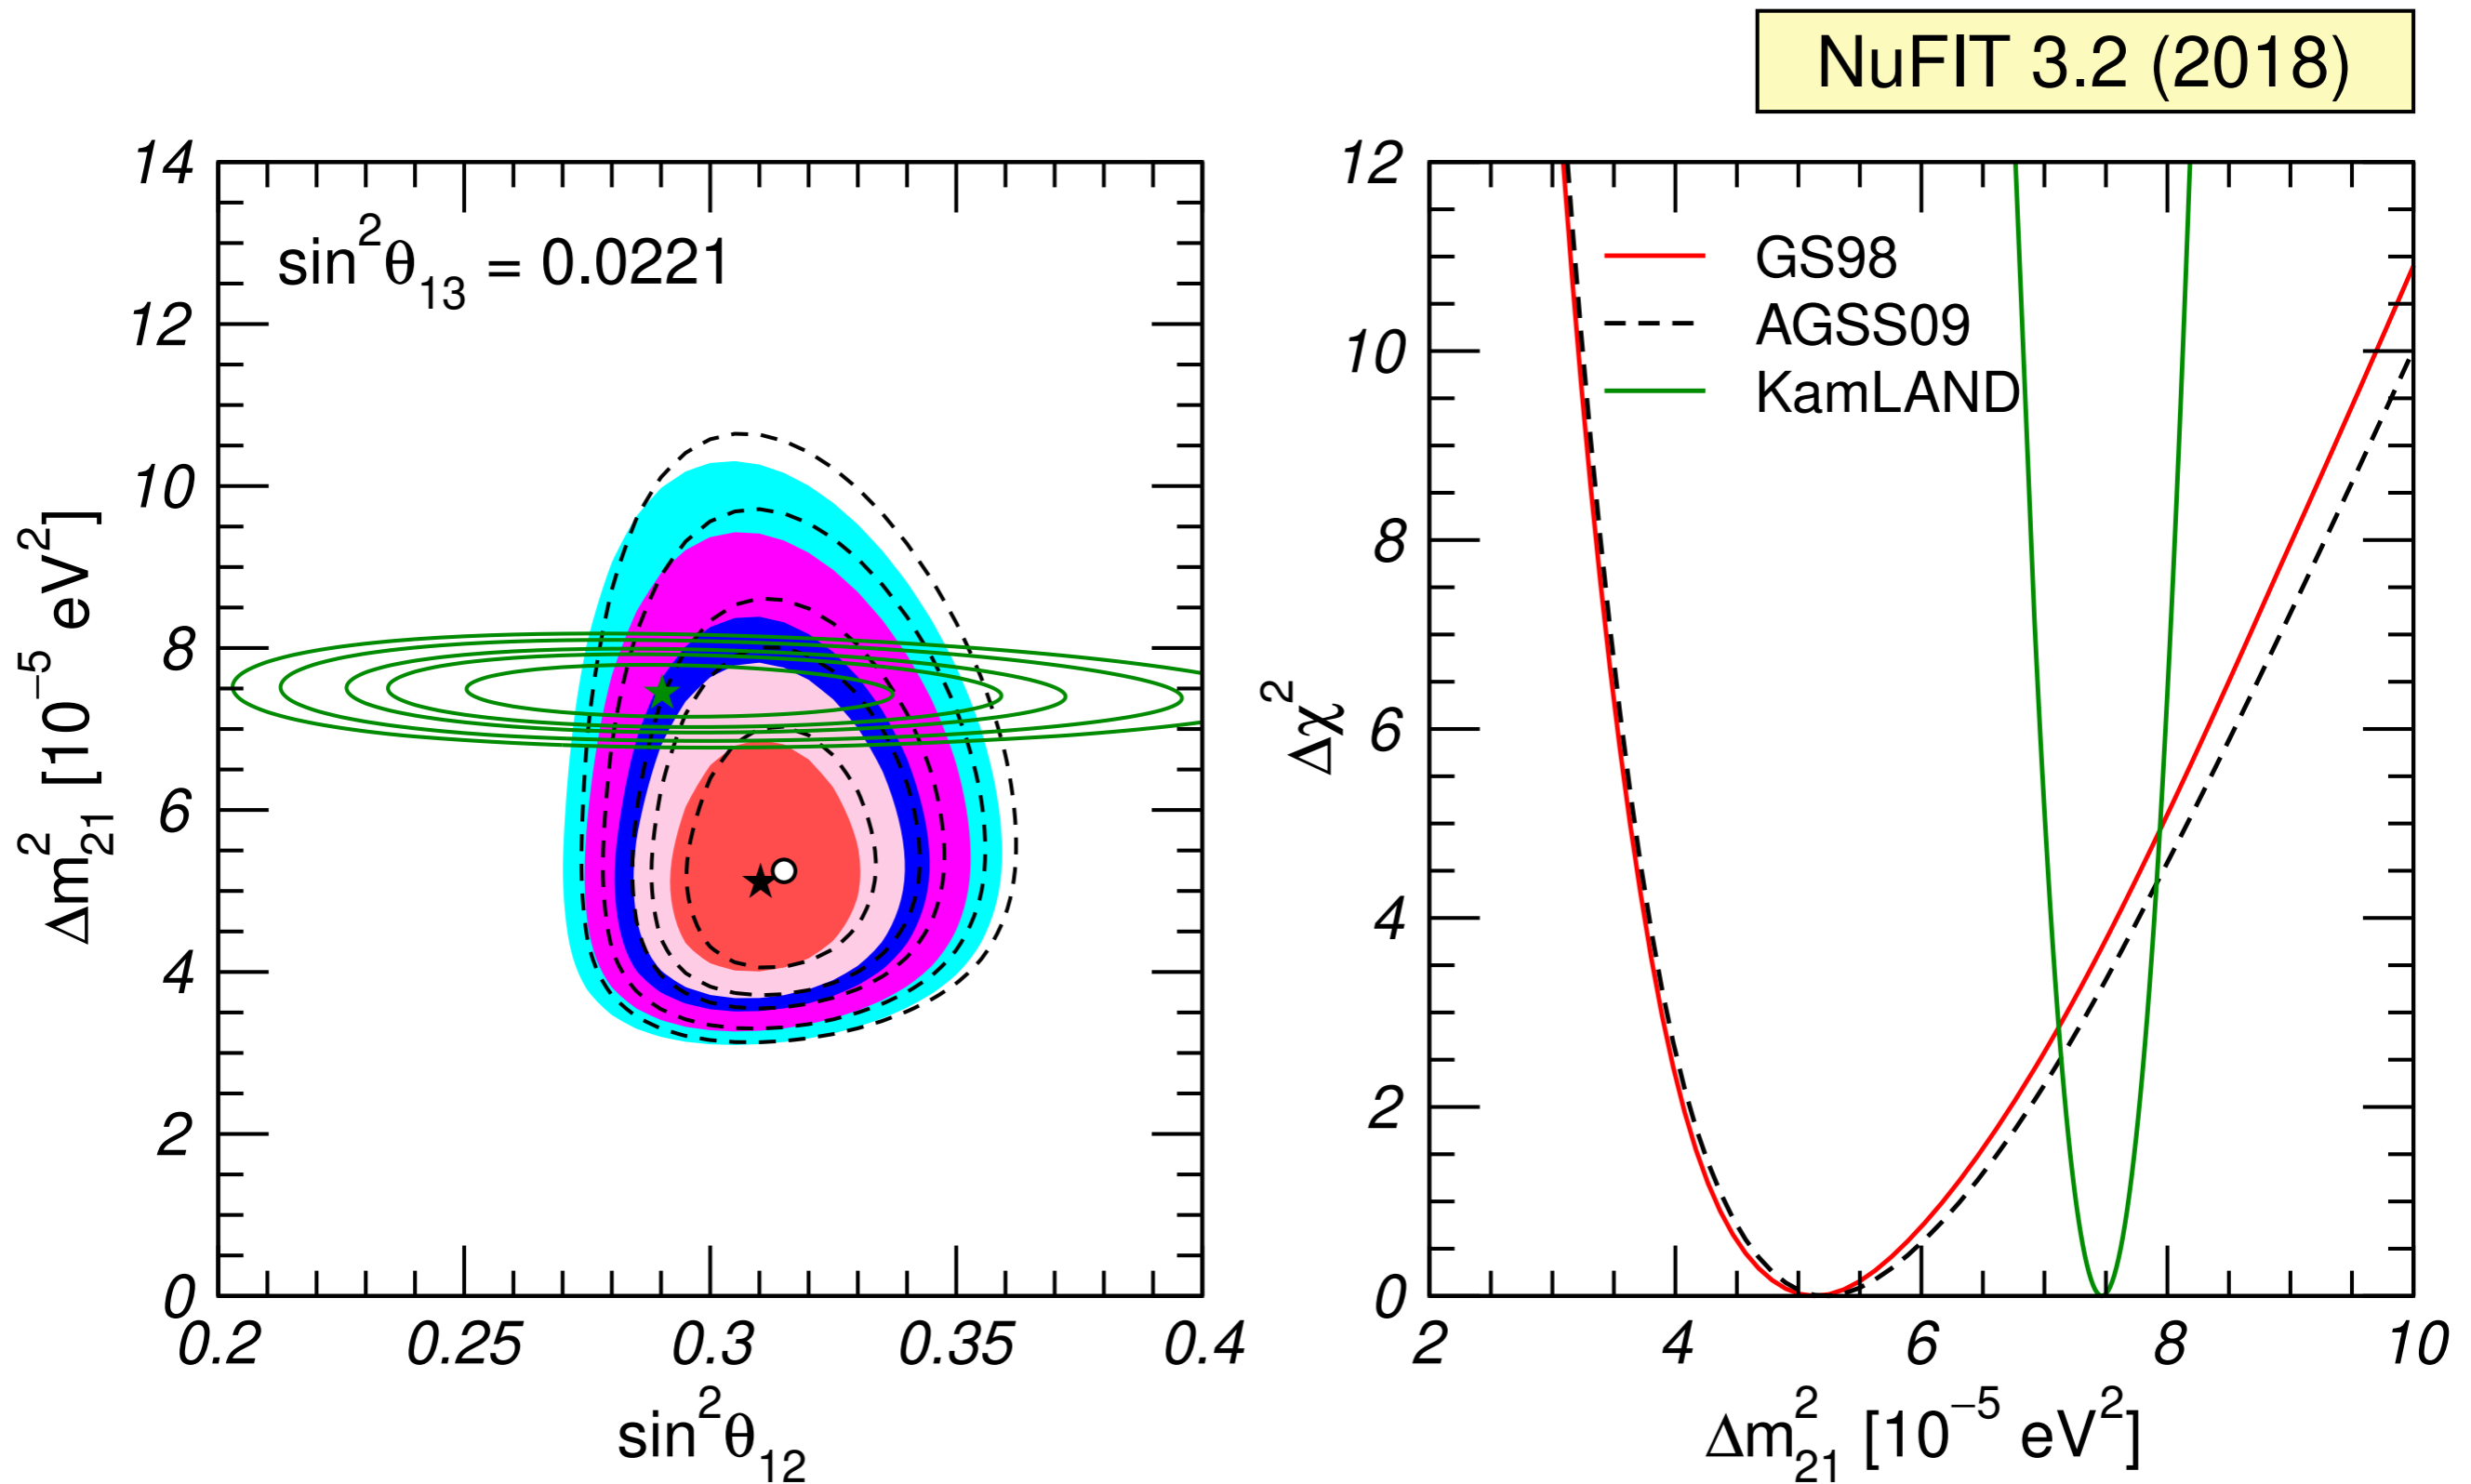 NuFIT 3.2 (2018)
14
12
10
8
6
4
2
0
0.2 0.25 0.3 0.35 0.4
sin²θ₁₃ = 0.0221
Δm²₂₁ [10⁻⁵ eV²]
sin²θ₁₂
12
10
8
6
4
2
0
2 4 6 8 10
GS98
AGSS09
KamLAND
Δχ²
Δm²₂₁ [10⁻⁵ eV²]